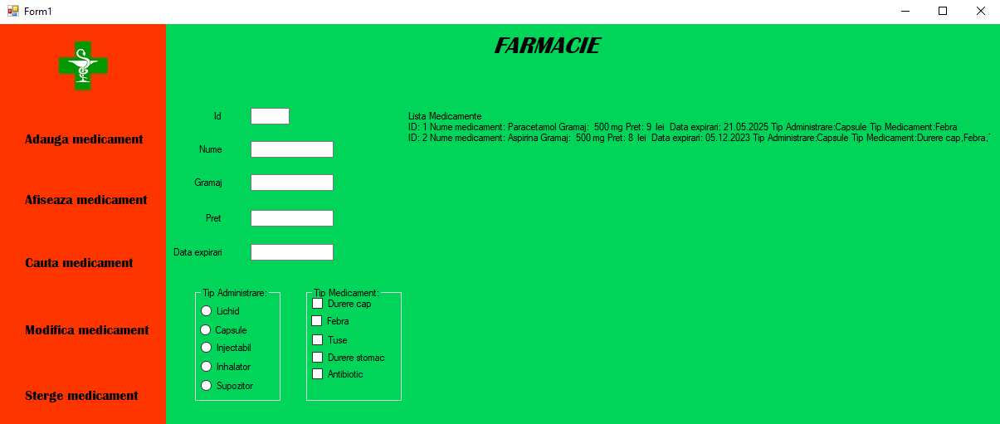 Form1
FARMACIE
Adauga medicament
Afiseaza medicament
Cauta medicament
Modifica medicament
Sterge medicament
Id
Nume
Gramaj
Pret
Data expirari
Tip Administrare:
Lichid
Capsule
Injectabil
Inhalator
Supozitor
Tip Medicament:
Durere cap
Febra
Tuse
Durere stomac
Antibiotic
Lista Medicamente
ID: 1 Nume medicament: Paracetamol Gramaj: 500 mg Pret: 9 lei Data expirari: 21.05.2025 Tip Administrare:Capsule Tip Medicament:Febra
ID: 2 Nume medicament: Aspirina Gramaj: 500 mg Pret: 8 lei Data expirari: 05.12.2023 Tip Administrare:Capsule Tip Medicament:Durere cap,Febra,